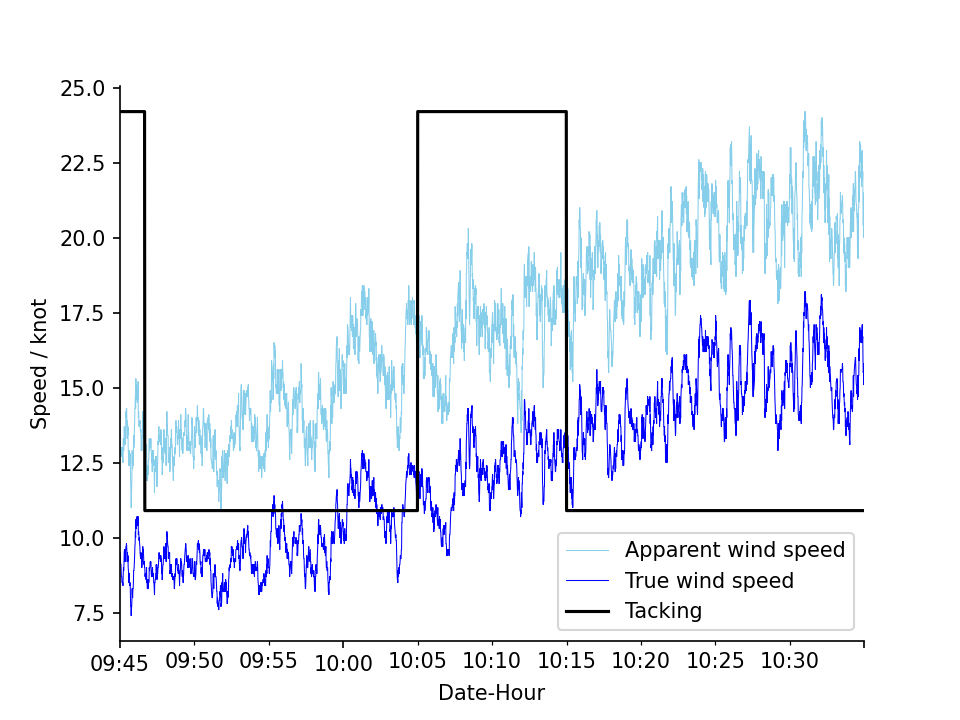 25.0
22.5
20.0
17.5
15.0
12.5
10.0
7.5
Speed / knot
09:45 09:50 09:55 10:00 10:05 10:10 10:15 10:20 10:25 10:30
Date-Hour
Apparent wind speed
True wind speed
Tacking